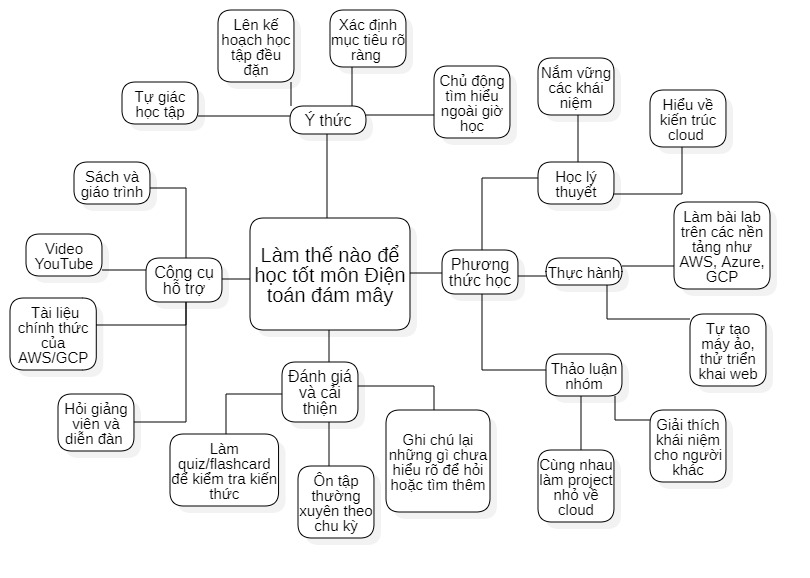 Lên kế
hoạch học
tập đều
đặn
Xác định
mục tiêu rõ
ràng
Tự giác
học tập
Ý thức
Chủ động
tìm hiểu
ngoài giờ
học
Nắm vững
các khái
niệm
Hiểu về
kiến trúc
cloud
Học lý
thuyết
Sách và
giáo trình
Video
YouTube
Công cụ
hỗ trợ
Tài liệu
chính thức
của
AWS/GCP
Hỏi giảng
viên và
diễn đàn
Làm thế nào để
học tốt môn Điện
toán đám mây
Phương
thức học
Thực hành
Làm bài lab
trên các nền
tảng như
AWS, Azure,
GCP
Tự tạo
máy ảo,
thử triển
khai web
Thảo luận
nhóm
Giải thích
khái niệm
cho người
khác
Cùng nhau
làm project
nhỏ về
cloud
Đánh giá
và cải
thiện
Làm
quiz/flashcard
để kiểm tra kiến
thức
Ôn tập
thường
xuyên theo
chu kỳ
Ghi chú lại
những gì chưa
hiểu rõ để hỏi
hoặc tìm thêm